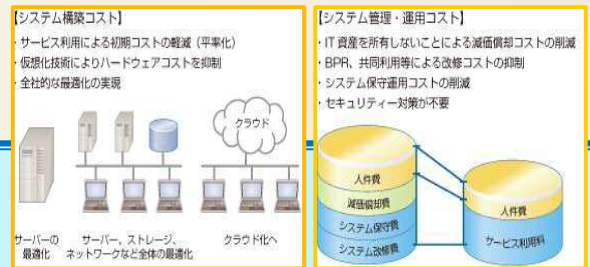 【システム構築コスト】
・サービス利用による初期コストの軽減（平率化）
・仮想化技術によりハードウェアコストを抑制
・全社的な最適化の実現
クラウド
サーバーの
最適化
サーバー、ストレージ、
ネットワークなど全体の最適化
クラウド化へ
【システム管理・運用コスト】
・IT 資産を所有しないことによる減価償却コストの削減
・BPR、共同利用等による改修コストの抑制
・システム保守運用コストの削減
・セキュリティー対策が不要
人件費
減価償却費
システム保守費
システム改修費
人件費
サービス利用料